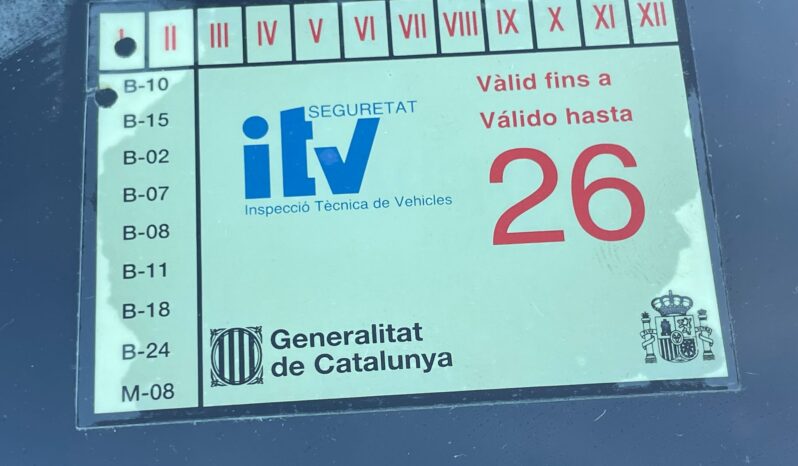 I II III IV V VI VII VIII IX X XI XII
B-10
B-15
B-02
B-07
B-08
B-11
B-18
B-24
M-08
SEGURETAT
itv
Inspecció Tècnica de Vehicles
Vàlid fins a
Válido hasta
26
Generalitat
de Catalunya